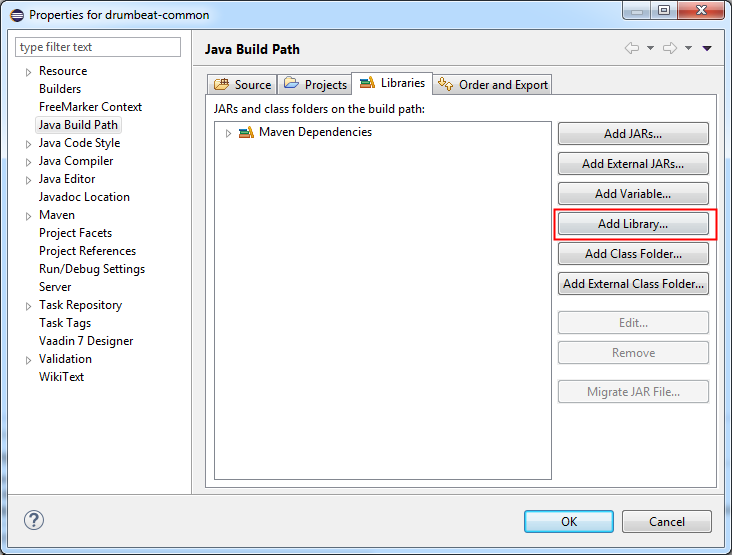 Properties for drumbeat-common
type filter text
Resource
Builders
FreeMarker Context
Java Build Path
Java Code Style
Java Compiler
Java Editor
Javadoc Location
Maven
Project Facets
Project References
Run/Debug Settings
Server
Task Repository
Task Tags
Vaadin 7 Designer
Validation
WikiText
Java Build Path
Source Projects Libraries Order and Export
JARs and class folders on the build path:
Maven Dependencies
Add JARs...
Add External JARs...
Add Variable...
Add Library...
Add Class Folder...
Add External Class Folder...
Edit...
Remove
Migrate JAR File...
?
OK Cancel